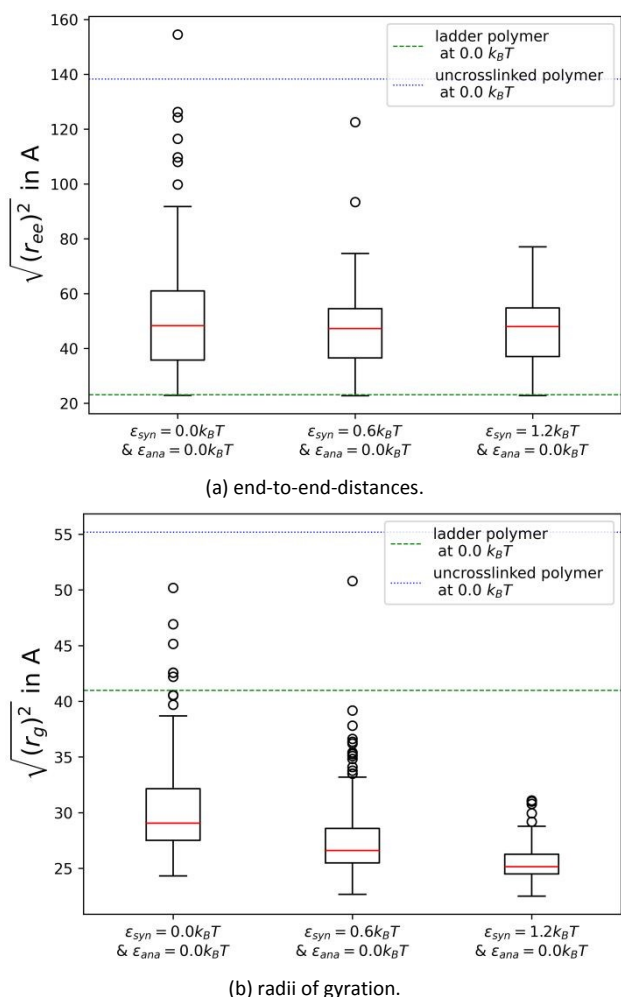 160
140
120
100
80
60
40
20
√(r_ee)² in A
ladder polymer
at 0.0 k_BT
uncrosslinked polymer
at 0.0 k_BT
ε_syn = 0.0k_BT
& ε_ana = 0.0k_BT
ε_syn = 0.6k_BT
& ε_ana = 0.0k_BT
ε_syn = 1.2k_BT
& ε_ana = 0.0k_BT
(a) end-to-end-distances.
55
50
45
40
35
30
25
√(r_g)² in A
ladder polymer
at 0.0 k_BT
uncrosslinked polymer
at 0.0 k_BT
ε_syn = 0.0k_BT
& ε_ana = 0.0k_BT
ε_syn = 0.6k_BT
& ε_ana = 0.0k_BT
ε_syn = 1.2k_BT
& ε_ana = 0.0k_BT
(b) radii of gyration.